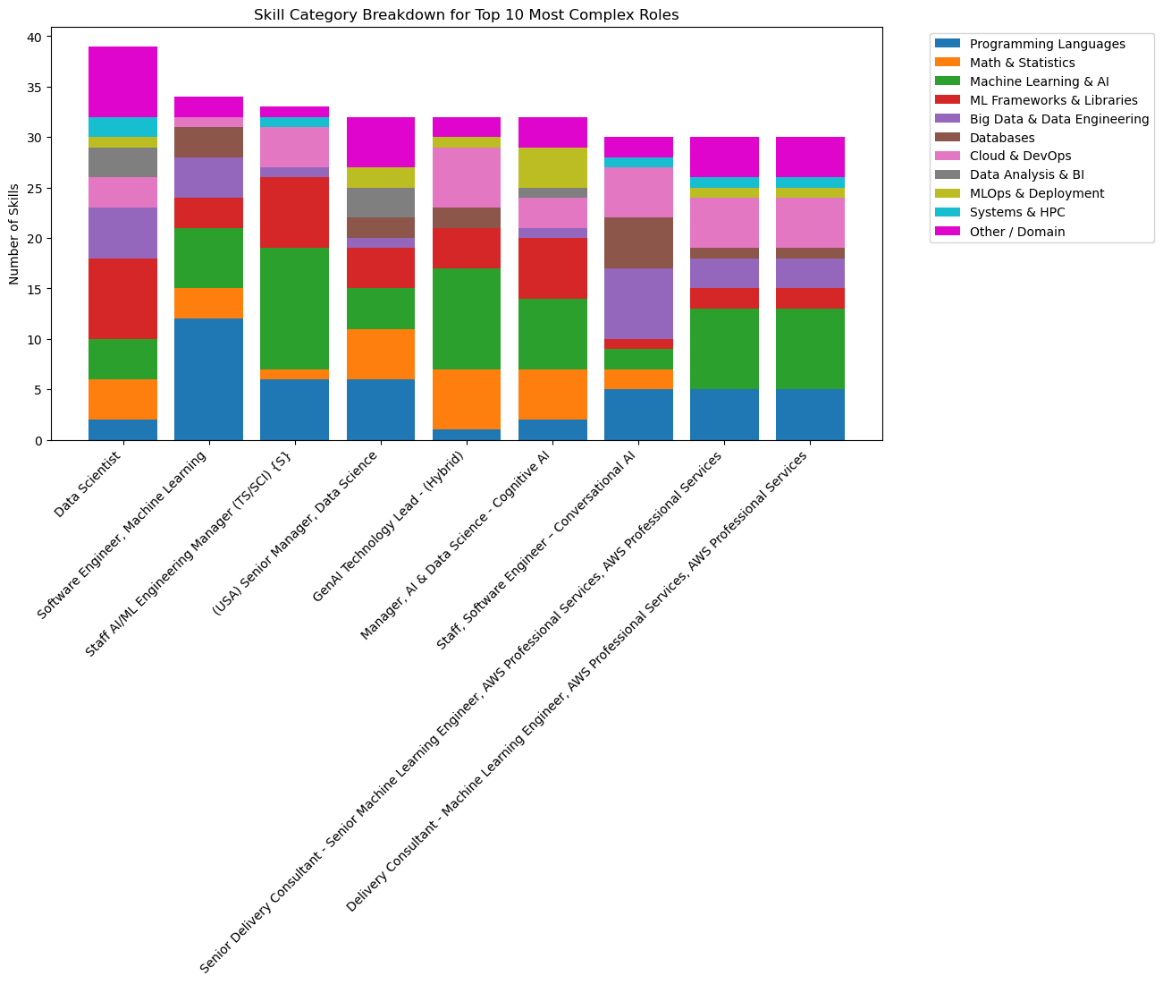 Skill Category Breakdown for Top 10 Most Complex Roles
Number of Skills
40
35
30
25
20
15
10
5
0
Data Scientist
Software Engineer, Machine Learning
Staff AI/ML Engineering Manager (TS/SCI) {S}
(USA) Senior Manager, Data Science
GenAI Technology Lead - (Hybrid)
Manager, AI & Data Science - Cognitive AI
Staff, Software Engineer – Conversational AI
Senior Delivery Consultant - Senior Machine Learning Engineer, AWS Professional Services, AWS Professional Services
Delivery Consultant - Machine Learning Engineer, AWS Professional Services, AWS Professional Services
Programming Languages
Math & Statistics
Machine Learning & AI
ML Frameworks & Libraries
Big Data & Data Engineering
Databases
Cloud & DevOps
Data Analysis & BI
MLOps & Deployment
Systems & HPC
Other / Domain